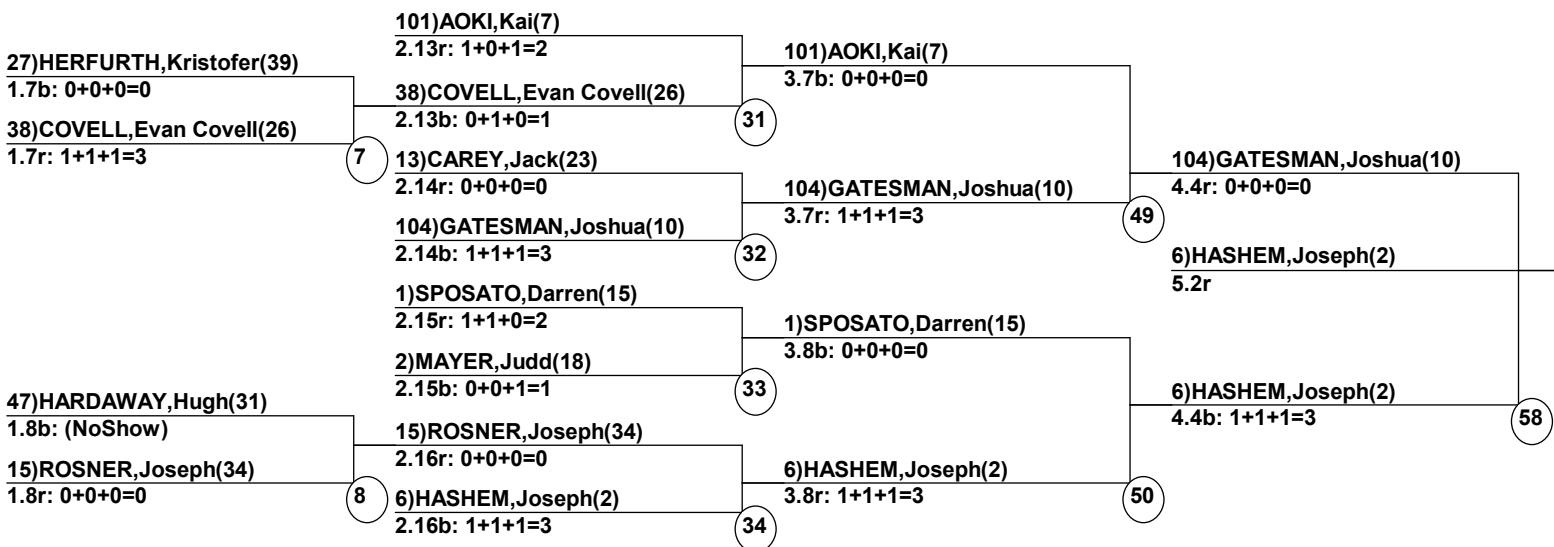 27)HERFURTH,Kristofer(39)
1.7b: 0+0+0=0
38)COVELL,Evan Covell(26)
1.7r: 1+1+1=3
7
47)HARDAWAY,Hugh(31)
1.8b: (NoShow)
15)ROSNER,Joseph(34)
1.8r: 0+0+0=0
8
101)AOKI,Kai(7)
2.13r: 1+0+1=2
38)COVELL,Evan Covell(26)
2.13b: 0+1+0=1
31
13)CAREY,Jack(23)
2.14r: 0+0+0=0
104)GATESMAN,Joshua(10)
2.14b: 1+1+1=3
32
1)SPOSATO,Darren(15)
2.15r: 1+1+0=2
2)MAYER,Judd(18)
2.15b: 0+0+1=1
33
15)ROSNER,Joseph(34)
2.16r: 0+0+0=0
6)HASHEM,Joseph(2)
2.16b: 1+1+1=3
34
101)AOKI,Kai(7)
3.7b: 0+0+0=0
104)GATESMAN,Joshua(10)
3.7r: 1+1+1=3
49
1)SPOSATO,Darren(15)
3.8b: 0+0+0=0
6)HASHEM,Joseph(2)
3.8r: 1+1+1=3
50
104)GATESMAN,Joshua(10)
4.4r: 0+0+0=0
6)HASHEM,Joseph(2)
5.2r
6)HASHEM,Joseph(2)
4.4b: 1+1+1=3
58